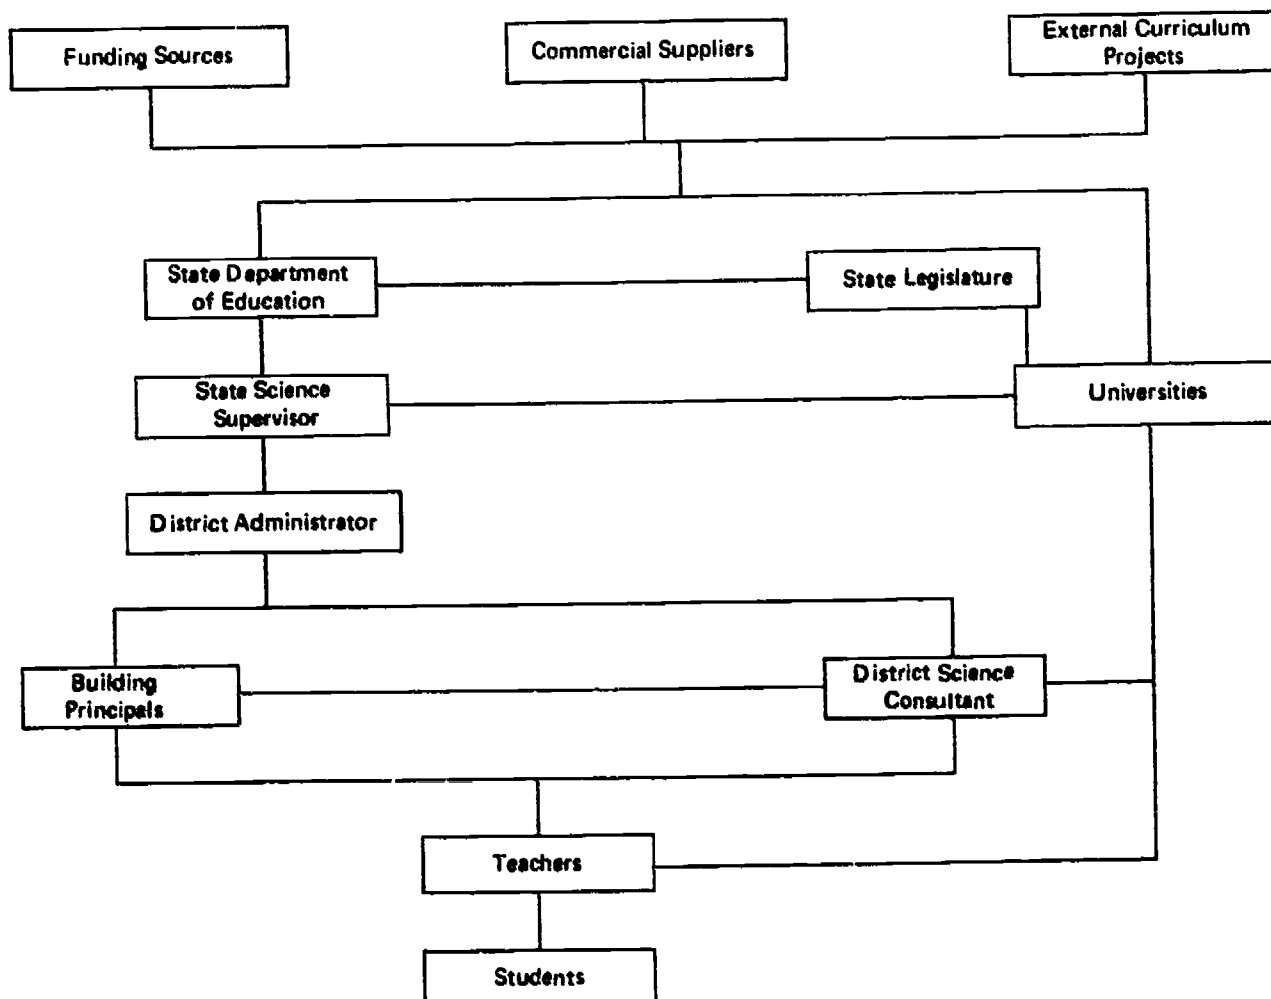 Funding Sources
Commercial Suppliers
External Curriculum
Projects
State Department
of Education
State Legislature
State Science
Supervisor
Universities
District Administrator
Building
Principals
District Science
Consultant
Teachers
Students